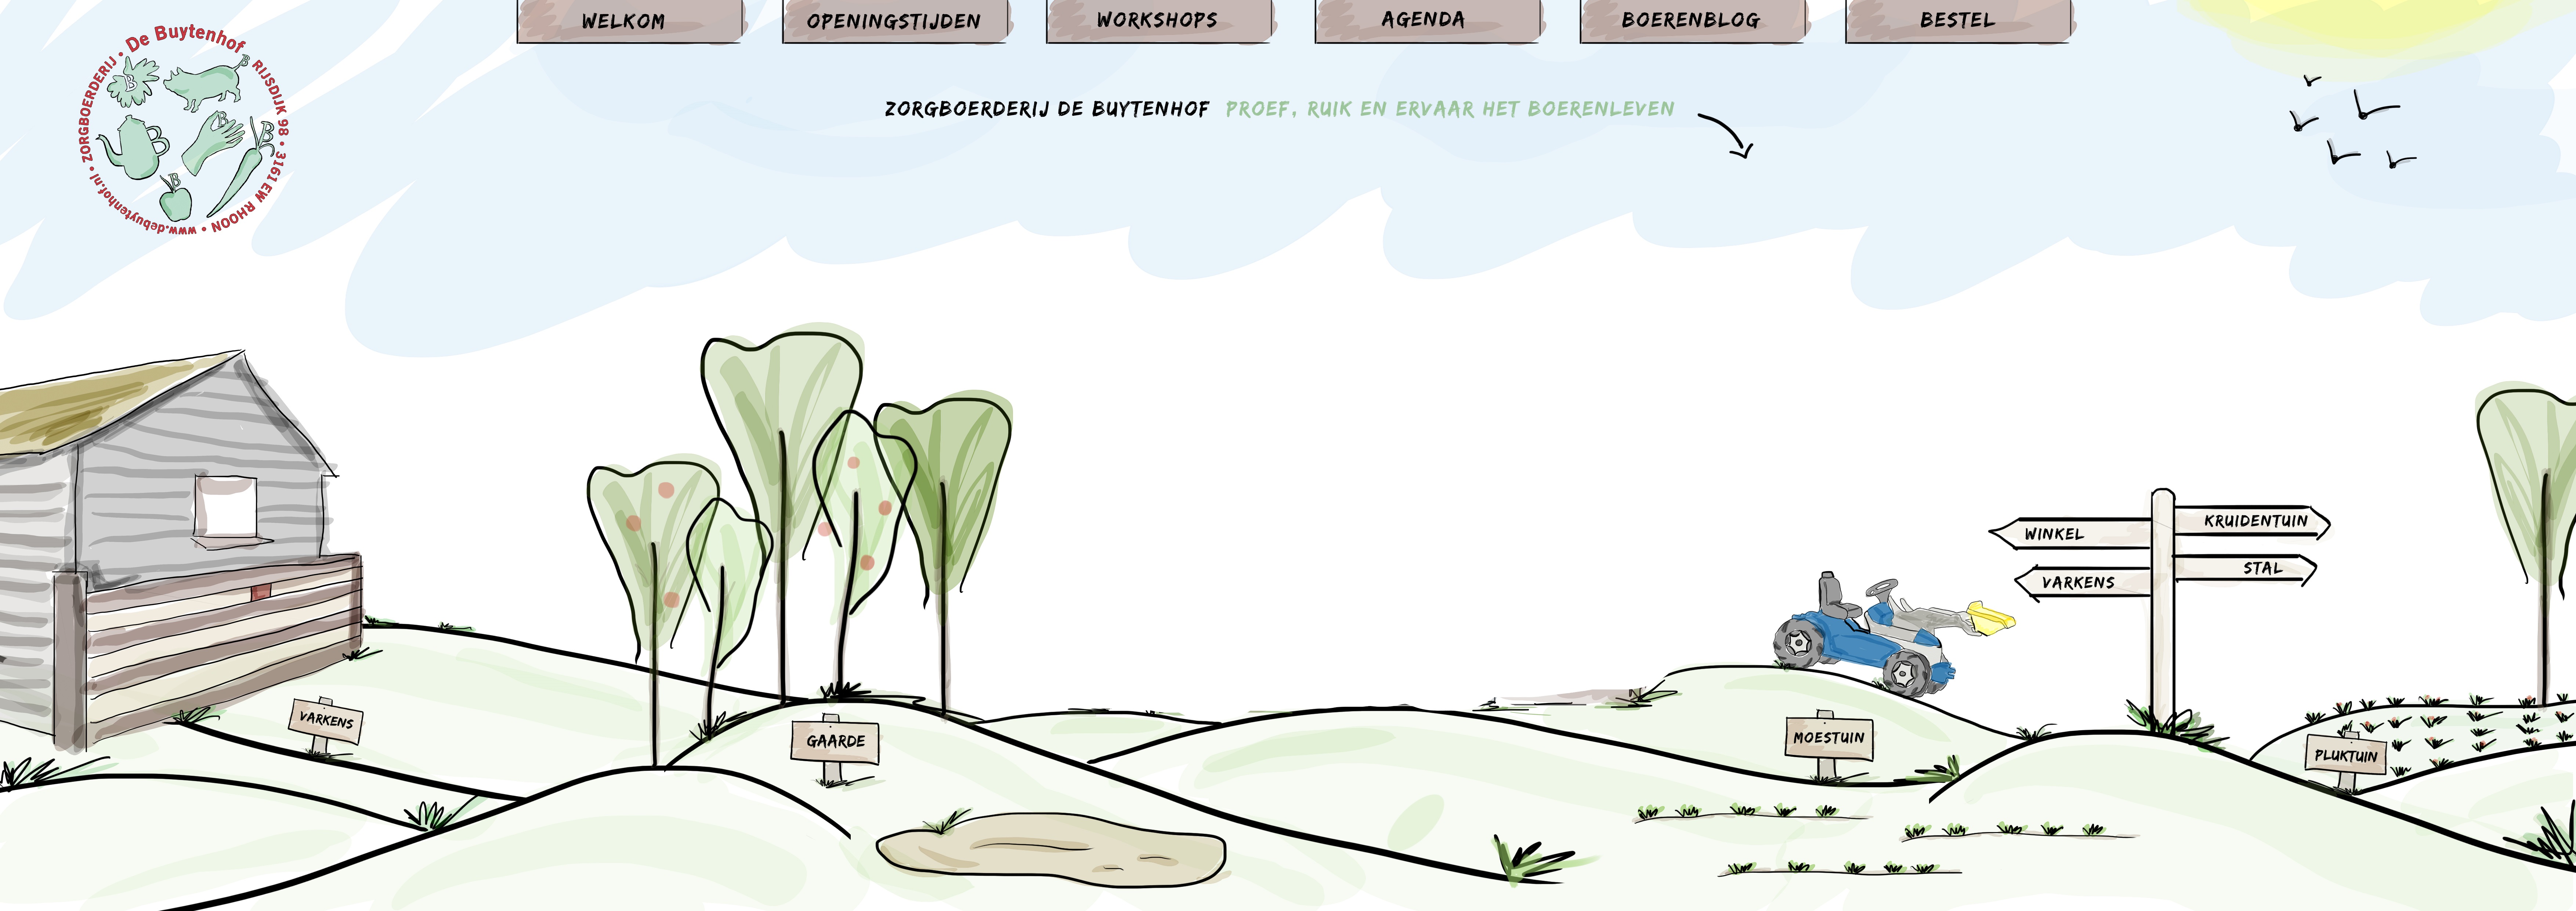 WELKOM
OPENINGSTIJDEN
WORKSHOPS
AGENDA
BOERENBLOG
BESTEL
ZORGBOERDERIJ • De Buytenhof
RIJSDIJK 98 • 3161EW RHOON • www.debuytenhof.nl •
B
B
B
B
B
ZORGBOERDERIJ DE BUYTENHOF PROEF, RUIK EN ERVAAR HET BOERENLEVEN
WINKEL
KRUIDENTUIN
VARKENS
STAL
VARKENS
GAARDE
MOESTUIN
PLUKTUIN